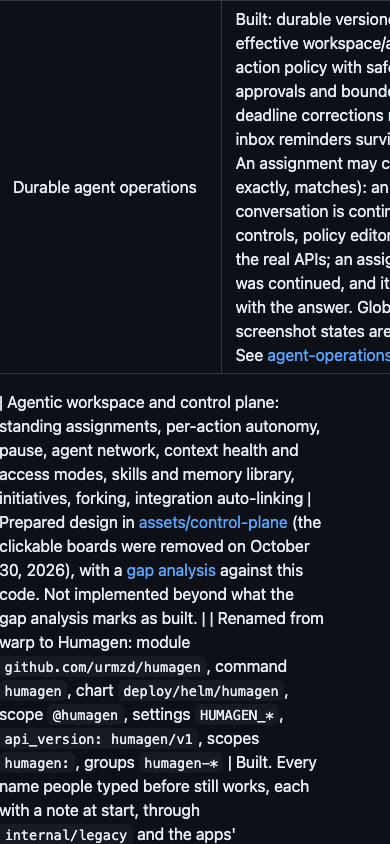 Built: durable versione
effective workspace/a
action policy with safe
approvals and bounde
deadline corrections
inbox reminders survi
An assignment may c
Durable agent operations
exactly, matches): an
conversation is contin
controls, policy editor
the real APIs; an assig
was continued, and it
with the answer. Glob
screenshot states are
See agent-operations
| Agentic workspace and control plane:
standing assignments, per-action autonomy,
pause, agent network, context health and
access modes, skills and memory library,
initiatives, forking, integration auto-linking |
Prepared design in assets/control-plane (the
clickable boards were removed on October
30, 2026), with a gap analysis against this
code. Not implemented beyond what the
gap analysis marks as built. | | Renamed from
warp to Humagen: module
github.com/urmzd/humagen, command
humagen, chart deploy/helm/humagen,
scope @humagen, settings HUMAGEN_*,
api_version: humagen/v1, scopes
humagen:, groups humagen-* | Built. Every
name people typed before still works, each
with a note at start, through
internal/legacy and the apps'